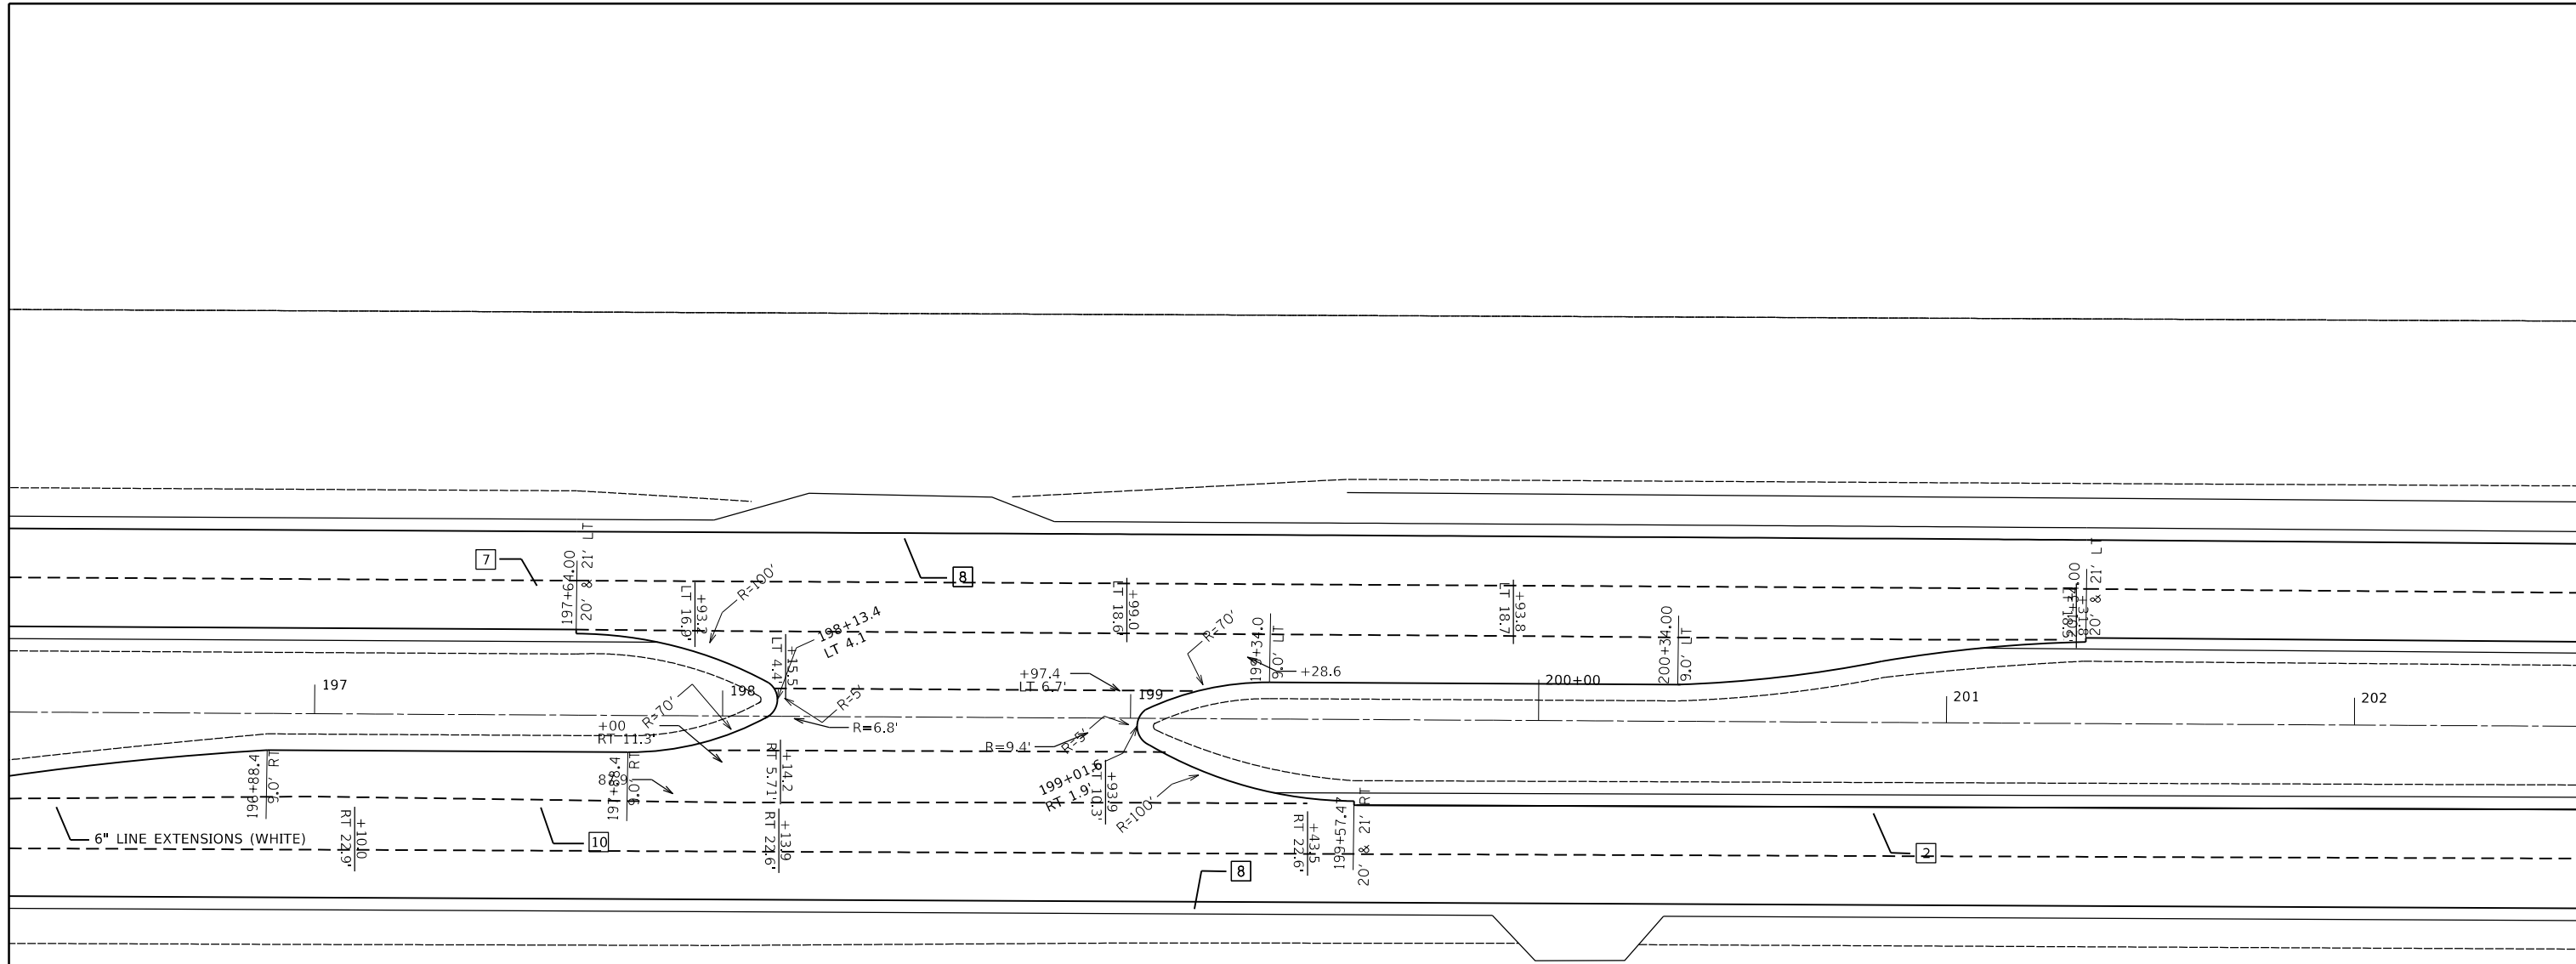 197+64.00
20' & 21' LT
7
8
+93.2
R=100'
198+13.4
LT 4.1
+15.5
LT 4.4'
R=5'
R=6.8'
R=70'
+00
RT 11.3'
197
198
199
200+00
201
202
+99.0
LT 18.6'
+97.4
LT 6.7'
R=70'
199+34.0
9.0' LT
+28.6
+93.8
LT 18.7'
200+34.00
9.0' LT
+31.8
LT 18.5'
20' & 21' LT
196+88.4
9.0' RT
197+88.4
9.0' RT
+14.2
RT 5.71'
R=9.4'
R=5'
199+01.6
RT 1.9'
+93.9
RT 10.3'
R=100'
6" LINE EXTENSIONS (WHITE)
+10.0
RT 22.9'
10
+13.9
RT 22.6'
+43.5
RT 22.6'
199+57.47
20' & 21' RT
8
2